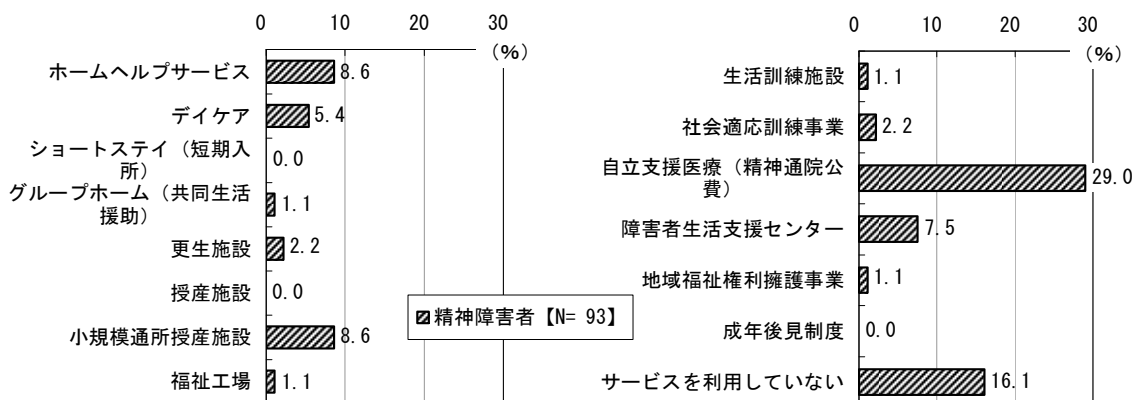 0 10 20 30
(%)
ホームヘルプサービス 8.6
デイケア 5.4
ショートステイ（短期入
所） 0.0
グループホーム（共同生活
援助） 1.1
更生施設 2.2
授産施設 0.0
小規模通所授産施設 8.6
福祉工場 1.1
精神障害者【N= 93】
0 10 20 30
(%)
生活訓練施設 1.1
社会適応訓練事業 2.2
自立支援医療（精神通院公
費） 29.0
障害者生活支援センター 7.5
地域福祉権利擁護事業 1.1
成年後見制度 0.0
サービスを利用していない 16.1